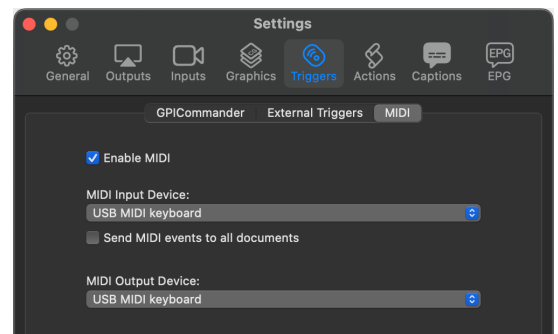 Settings
General Outputs Inputs Graphics Triggers Actions Captions EPG EPG
GPICommander External Triggers MIDI
Enable MIDI
MIDI Input Device:
USB MIDI keyboard
Send MIDI events to all documents
MIDI Output Device:
USB MIDI keyboard